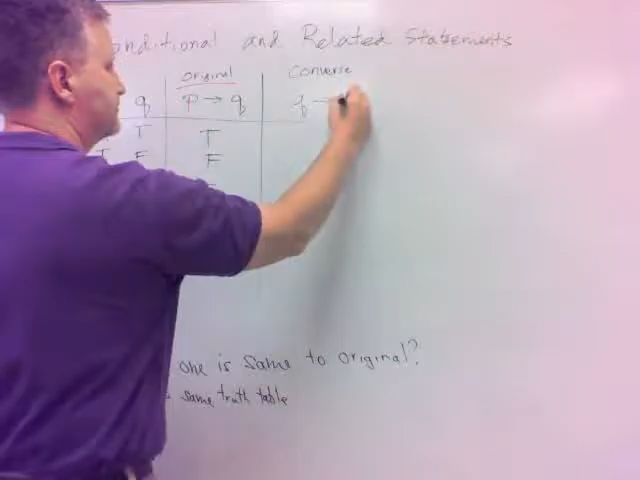 onditional and Related Statements
original
Converse
q
P → q
q →
T
T
F
F
one is same to original?
same truth table